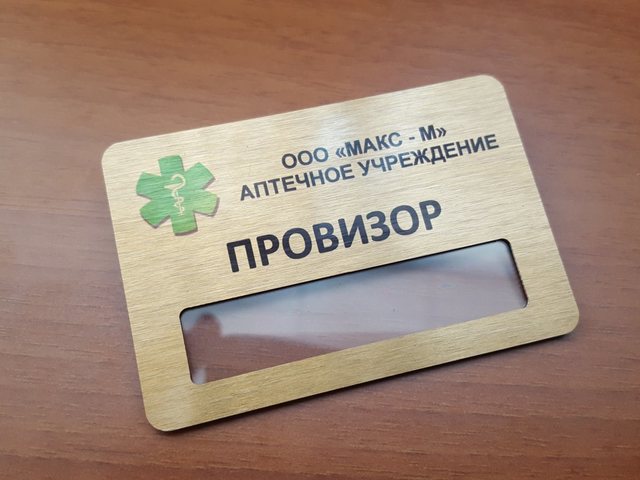 ООО «МАКС - М»
АПТЕЧНОЕ УЧРЕЖДЕНИЕ
ПРОВИЗОР